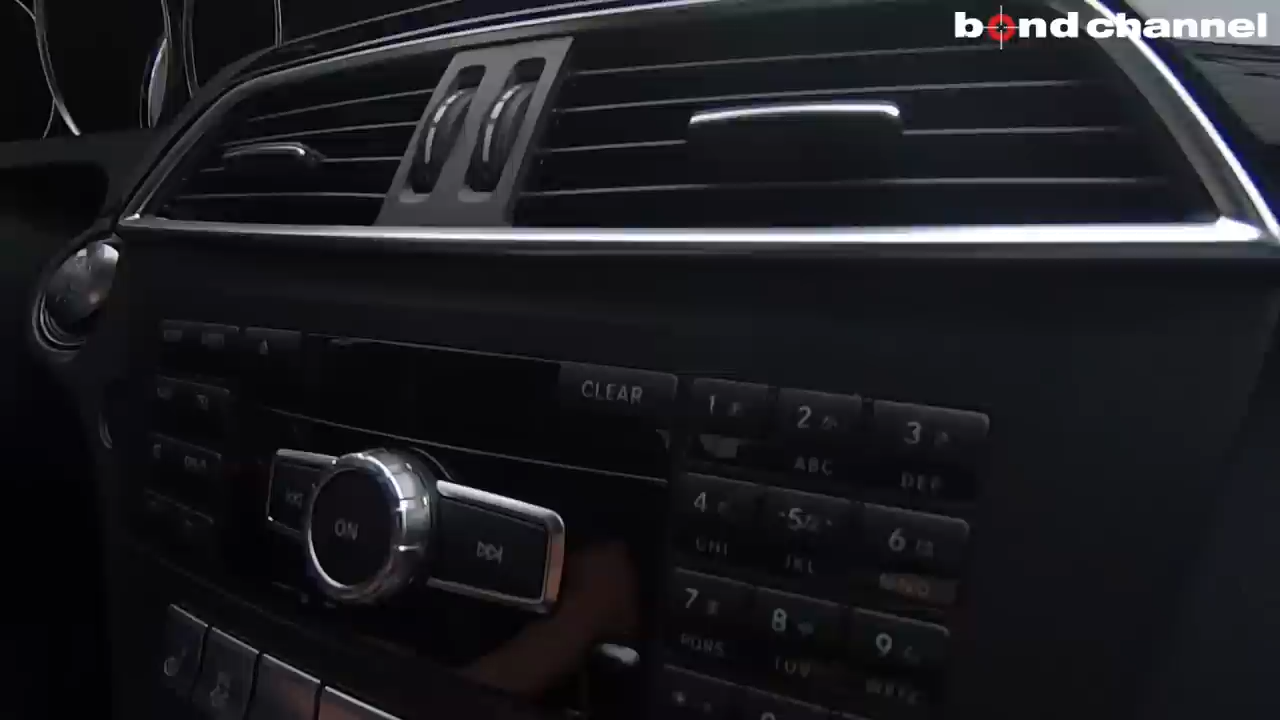 bond channel
CLEAR
1 2 3
ABC DEF
4 5 6
GHI JKL
ON
7 8 9
PQRS TUV WXYZ